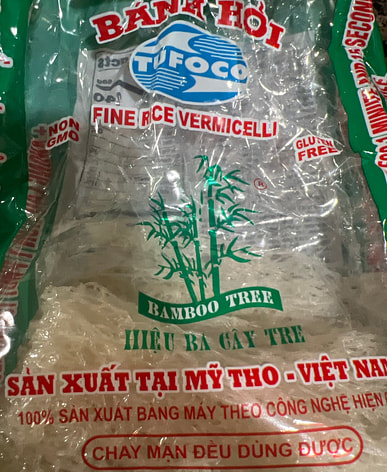 BÁNH HỎI
TUFOCO
FINE RICE VERMICELLI
NON
GMO
GLUTEN
FREE
®
BAMBOO TREE
HIỆU BA CÂY TRE
SẢN XUẤT TẠI MỸ THO - VIỆT NAM
100% SẢN XUẤT BẰNG MÁY THEO CÔNG NGHỆ HIỆN
CHAY MẶN ĐỀU DÙNG ĐƯỢC